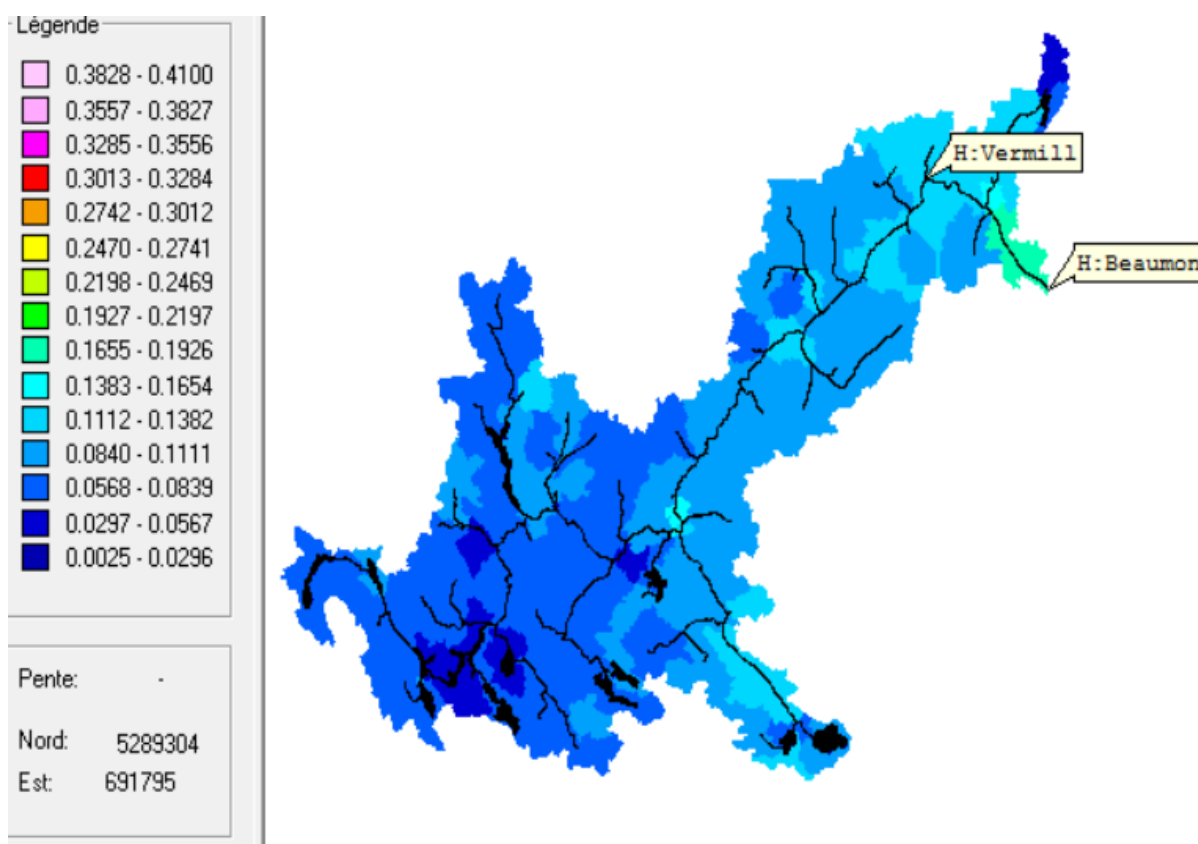 Légende
0.3828 - 0.4100
0.3557 - 0.3827
0.3285 - 0.3556
0.3013 - 0.3284
0.2742 - 0.3012
0.2470 - 0.2741
0.2198 - 0.2469
0.1927 - 0.2197
0.1655 - 0.1926
0.1383 - 0.1654
0.1112 - 0.1382
0.0840 - 0.1111
0.0568 - 0.0839
0.0297 - 0.0567
0.0025 - 0.0296
Pente: -
Nord: 5289304
Est: 691795
H:Vermill
H:Beaumon